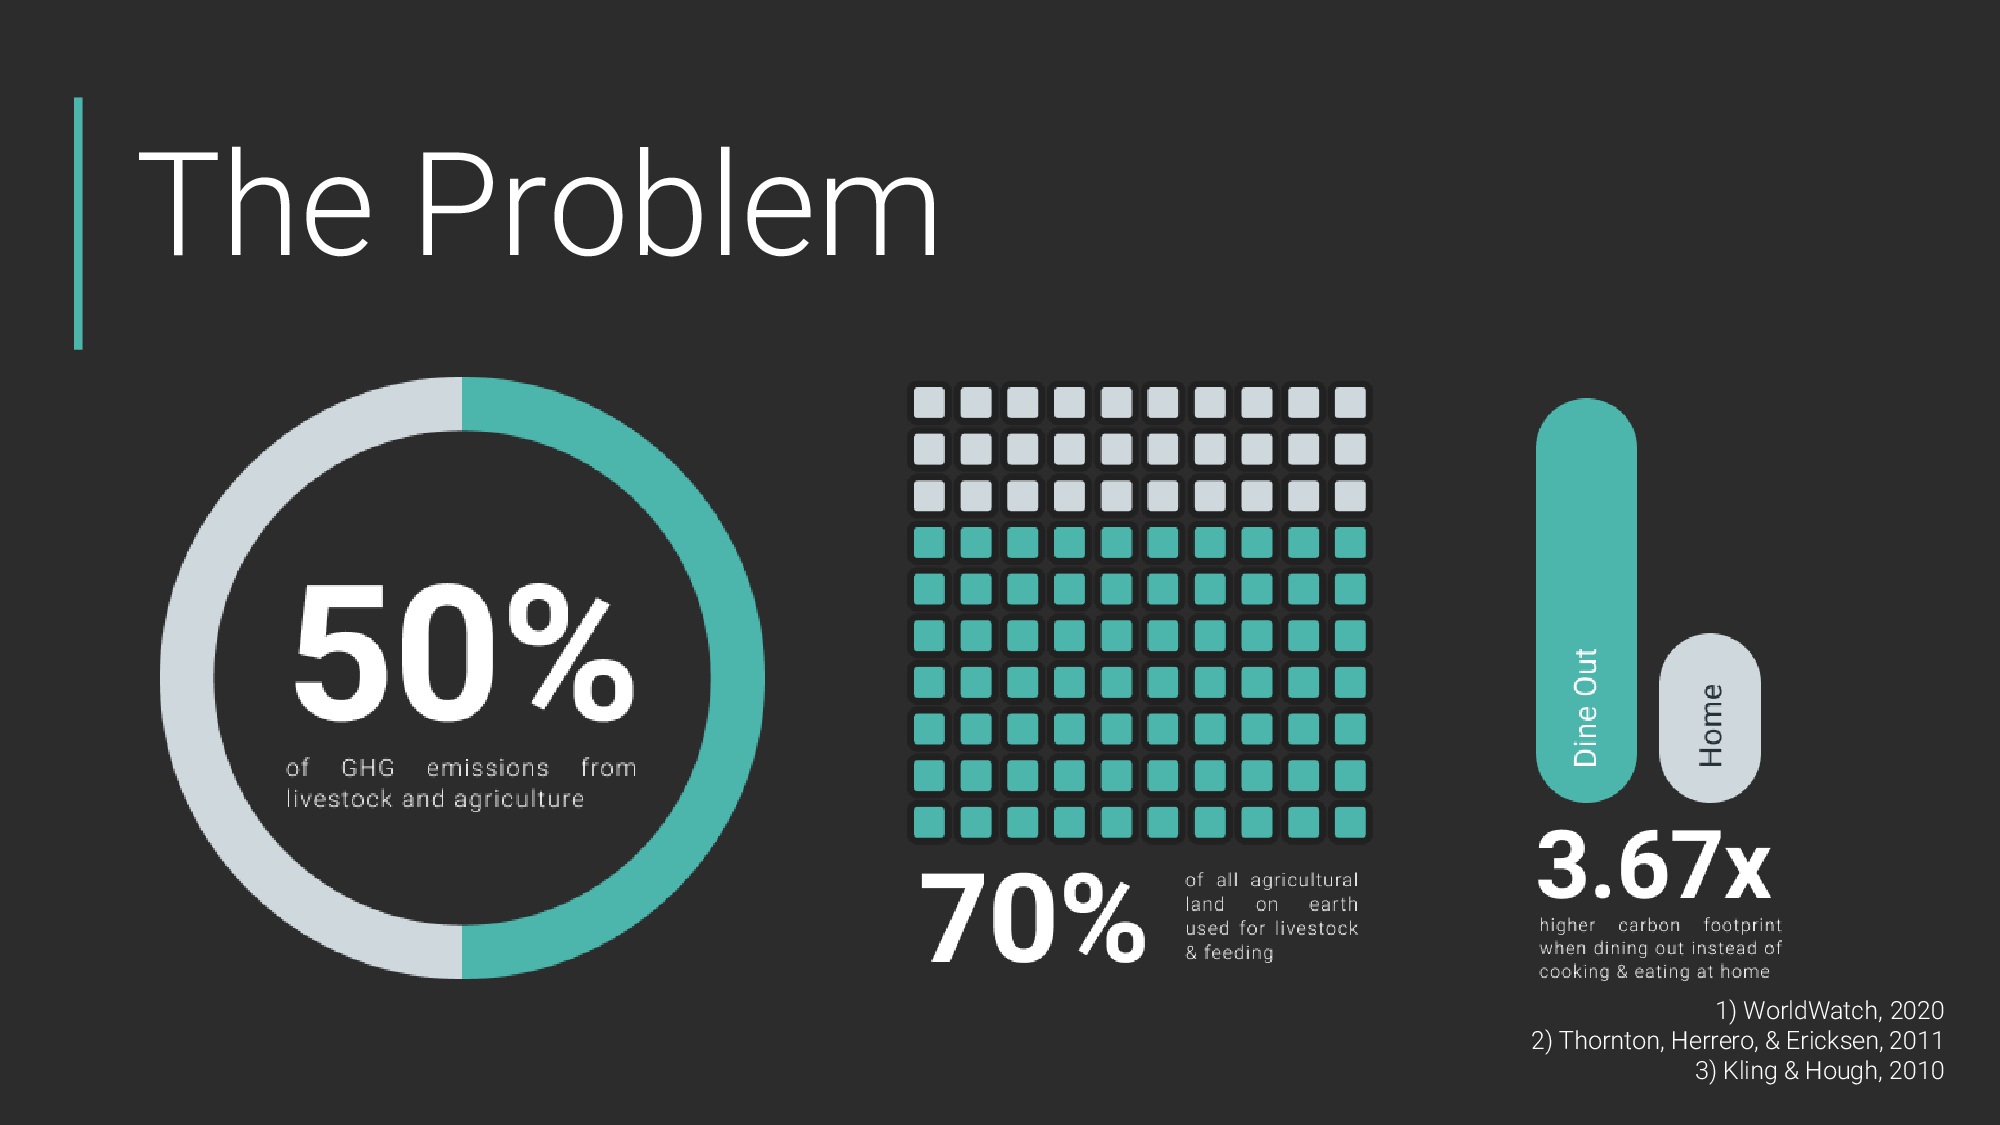 The Problem
50%
of GHG emissions from
livestock and agriculture
70%
of all agricultural
land on earth
used for livestock
& feeding
Dine Out
Home
3.67x
higher carbon footprint
when dining out instead of
cooking & eating at home
1) WorldWatch, 2020
2) Thornton, Herrero, & Ericksen, 2011
3) Kling & Hough, 2010